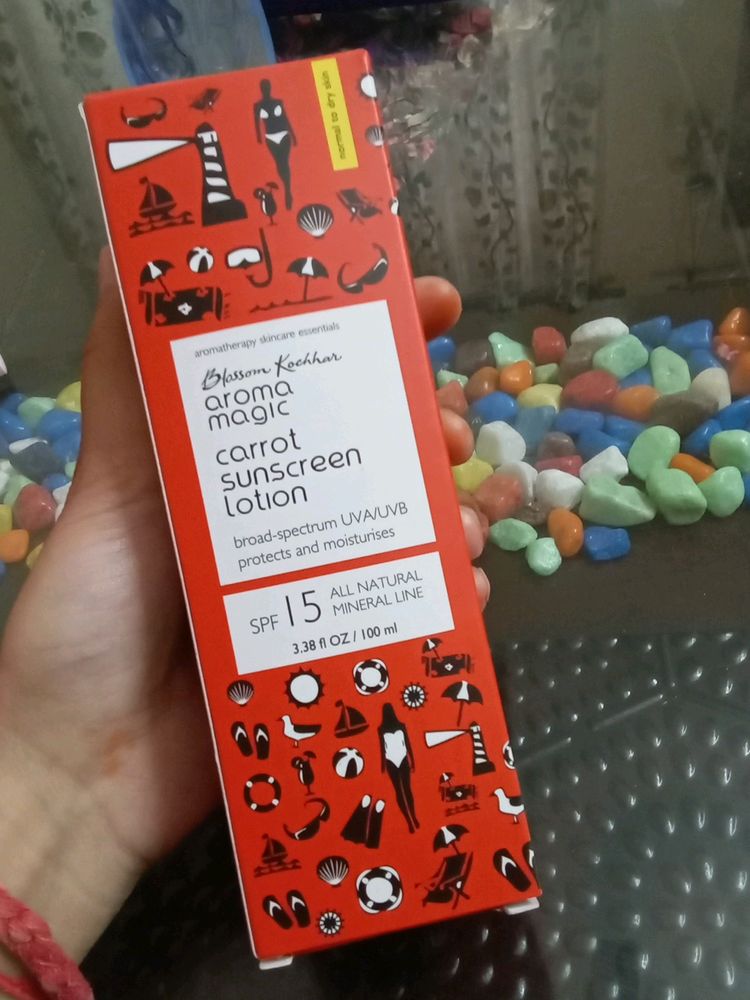 normal to dry skin
aromatherapy skincare essentials
Blossom Kochhar
aroma
magic
carrot
sunscreen
lotion
broad-spectrum UVA/UVB
protects and moisturises
SPF 15 ALL NATURAL
MINERAL LINE
3.38 fl OZ / 100 ml